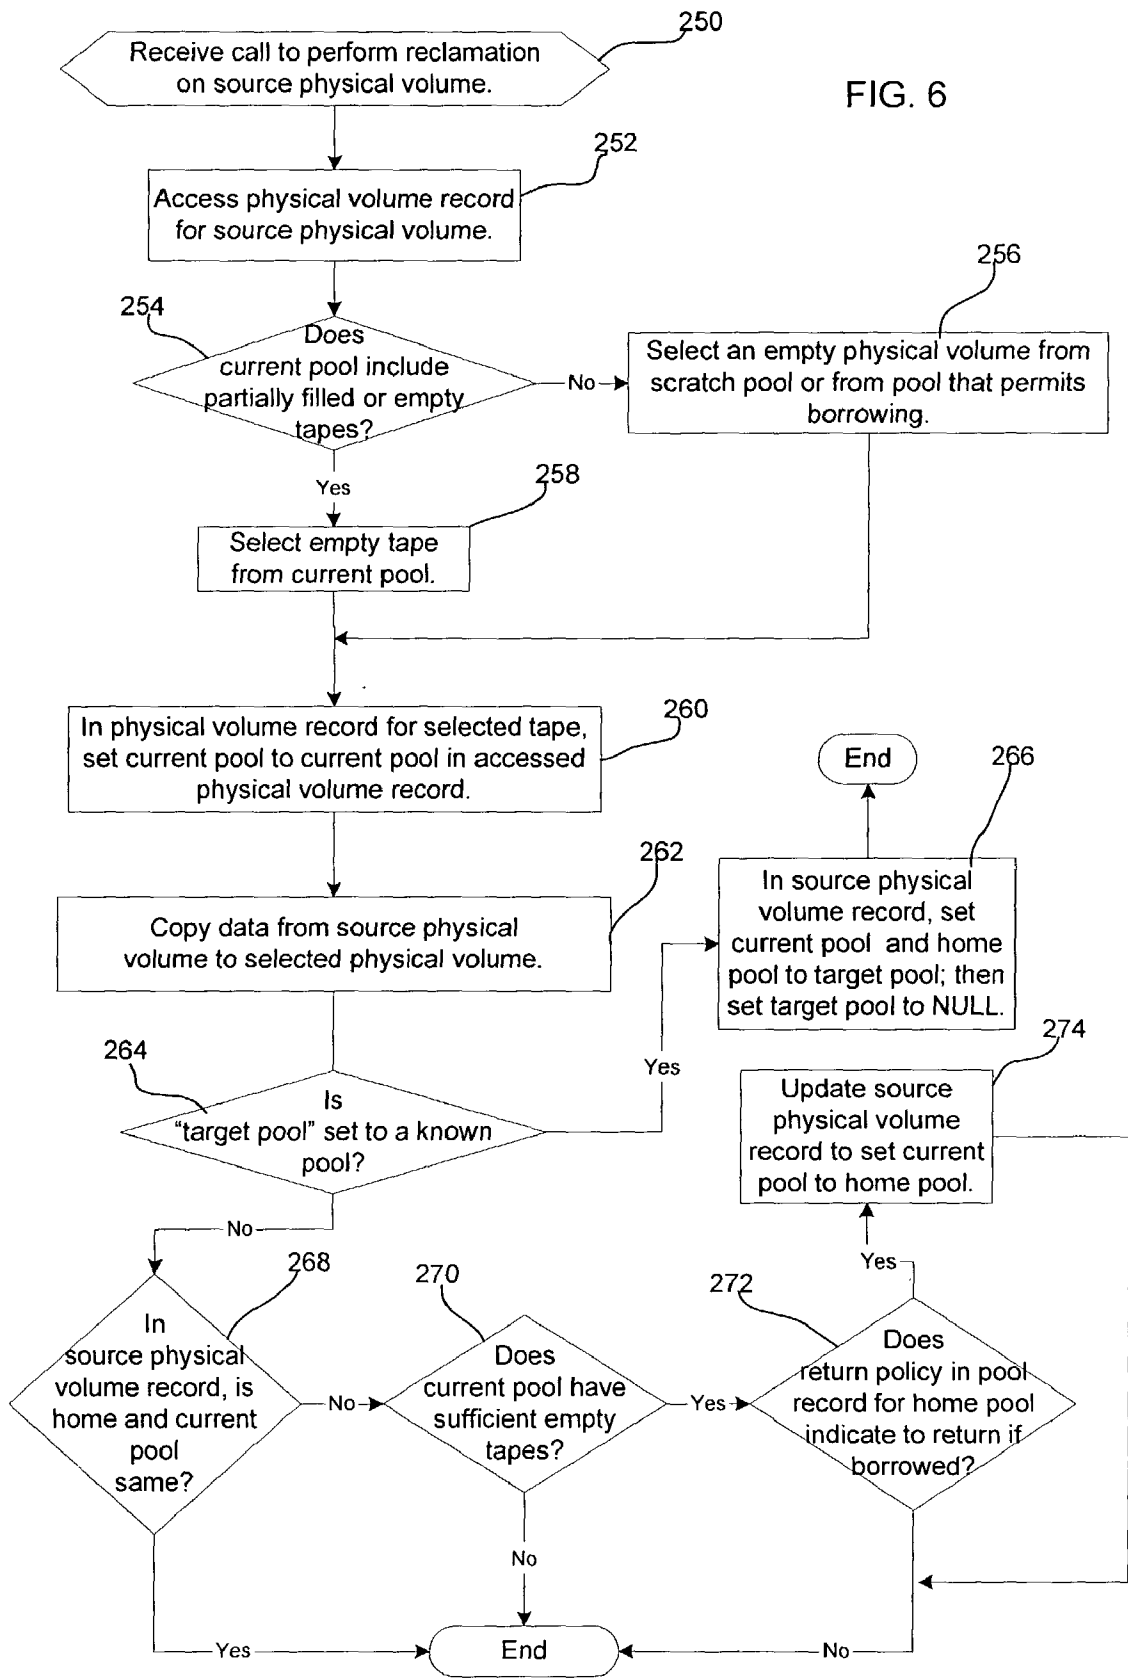 250
Receive call to perform reclamation
on source physical volume.
FIG. 6
252
Access physical volume record
for source physical volume.
254
Does
current pool include
partially filled or empty
tapes?
No
256
Select an empty physical volume from
scratch pool or from pool that permits
borrowing.
Yes
258
Select empty tape
from current pool.
260
In physical volume record for selected tape,
set current pool to current pool in accessed
physical volume record.
End
266
262
Copy data from source physical
volume to selected physical volume.
In source physical
volume record, set
current pool and home
pool to target pool; then
set target pool to NULL.
264
Is
“target pool” set to a known
pool?
Yes
274
Update source
physical volume
record to set current
pool to home pool.
No
Yes
268
In
source physical
volume record, is
home and current
pool
same?
No
270
Does
current pool have
sufficient empty
tapes?
Yes
272
Does
return policy in pool
record for home pool
indicate to return if
borrowed?
No
Yes
End
No